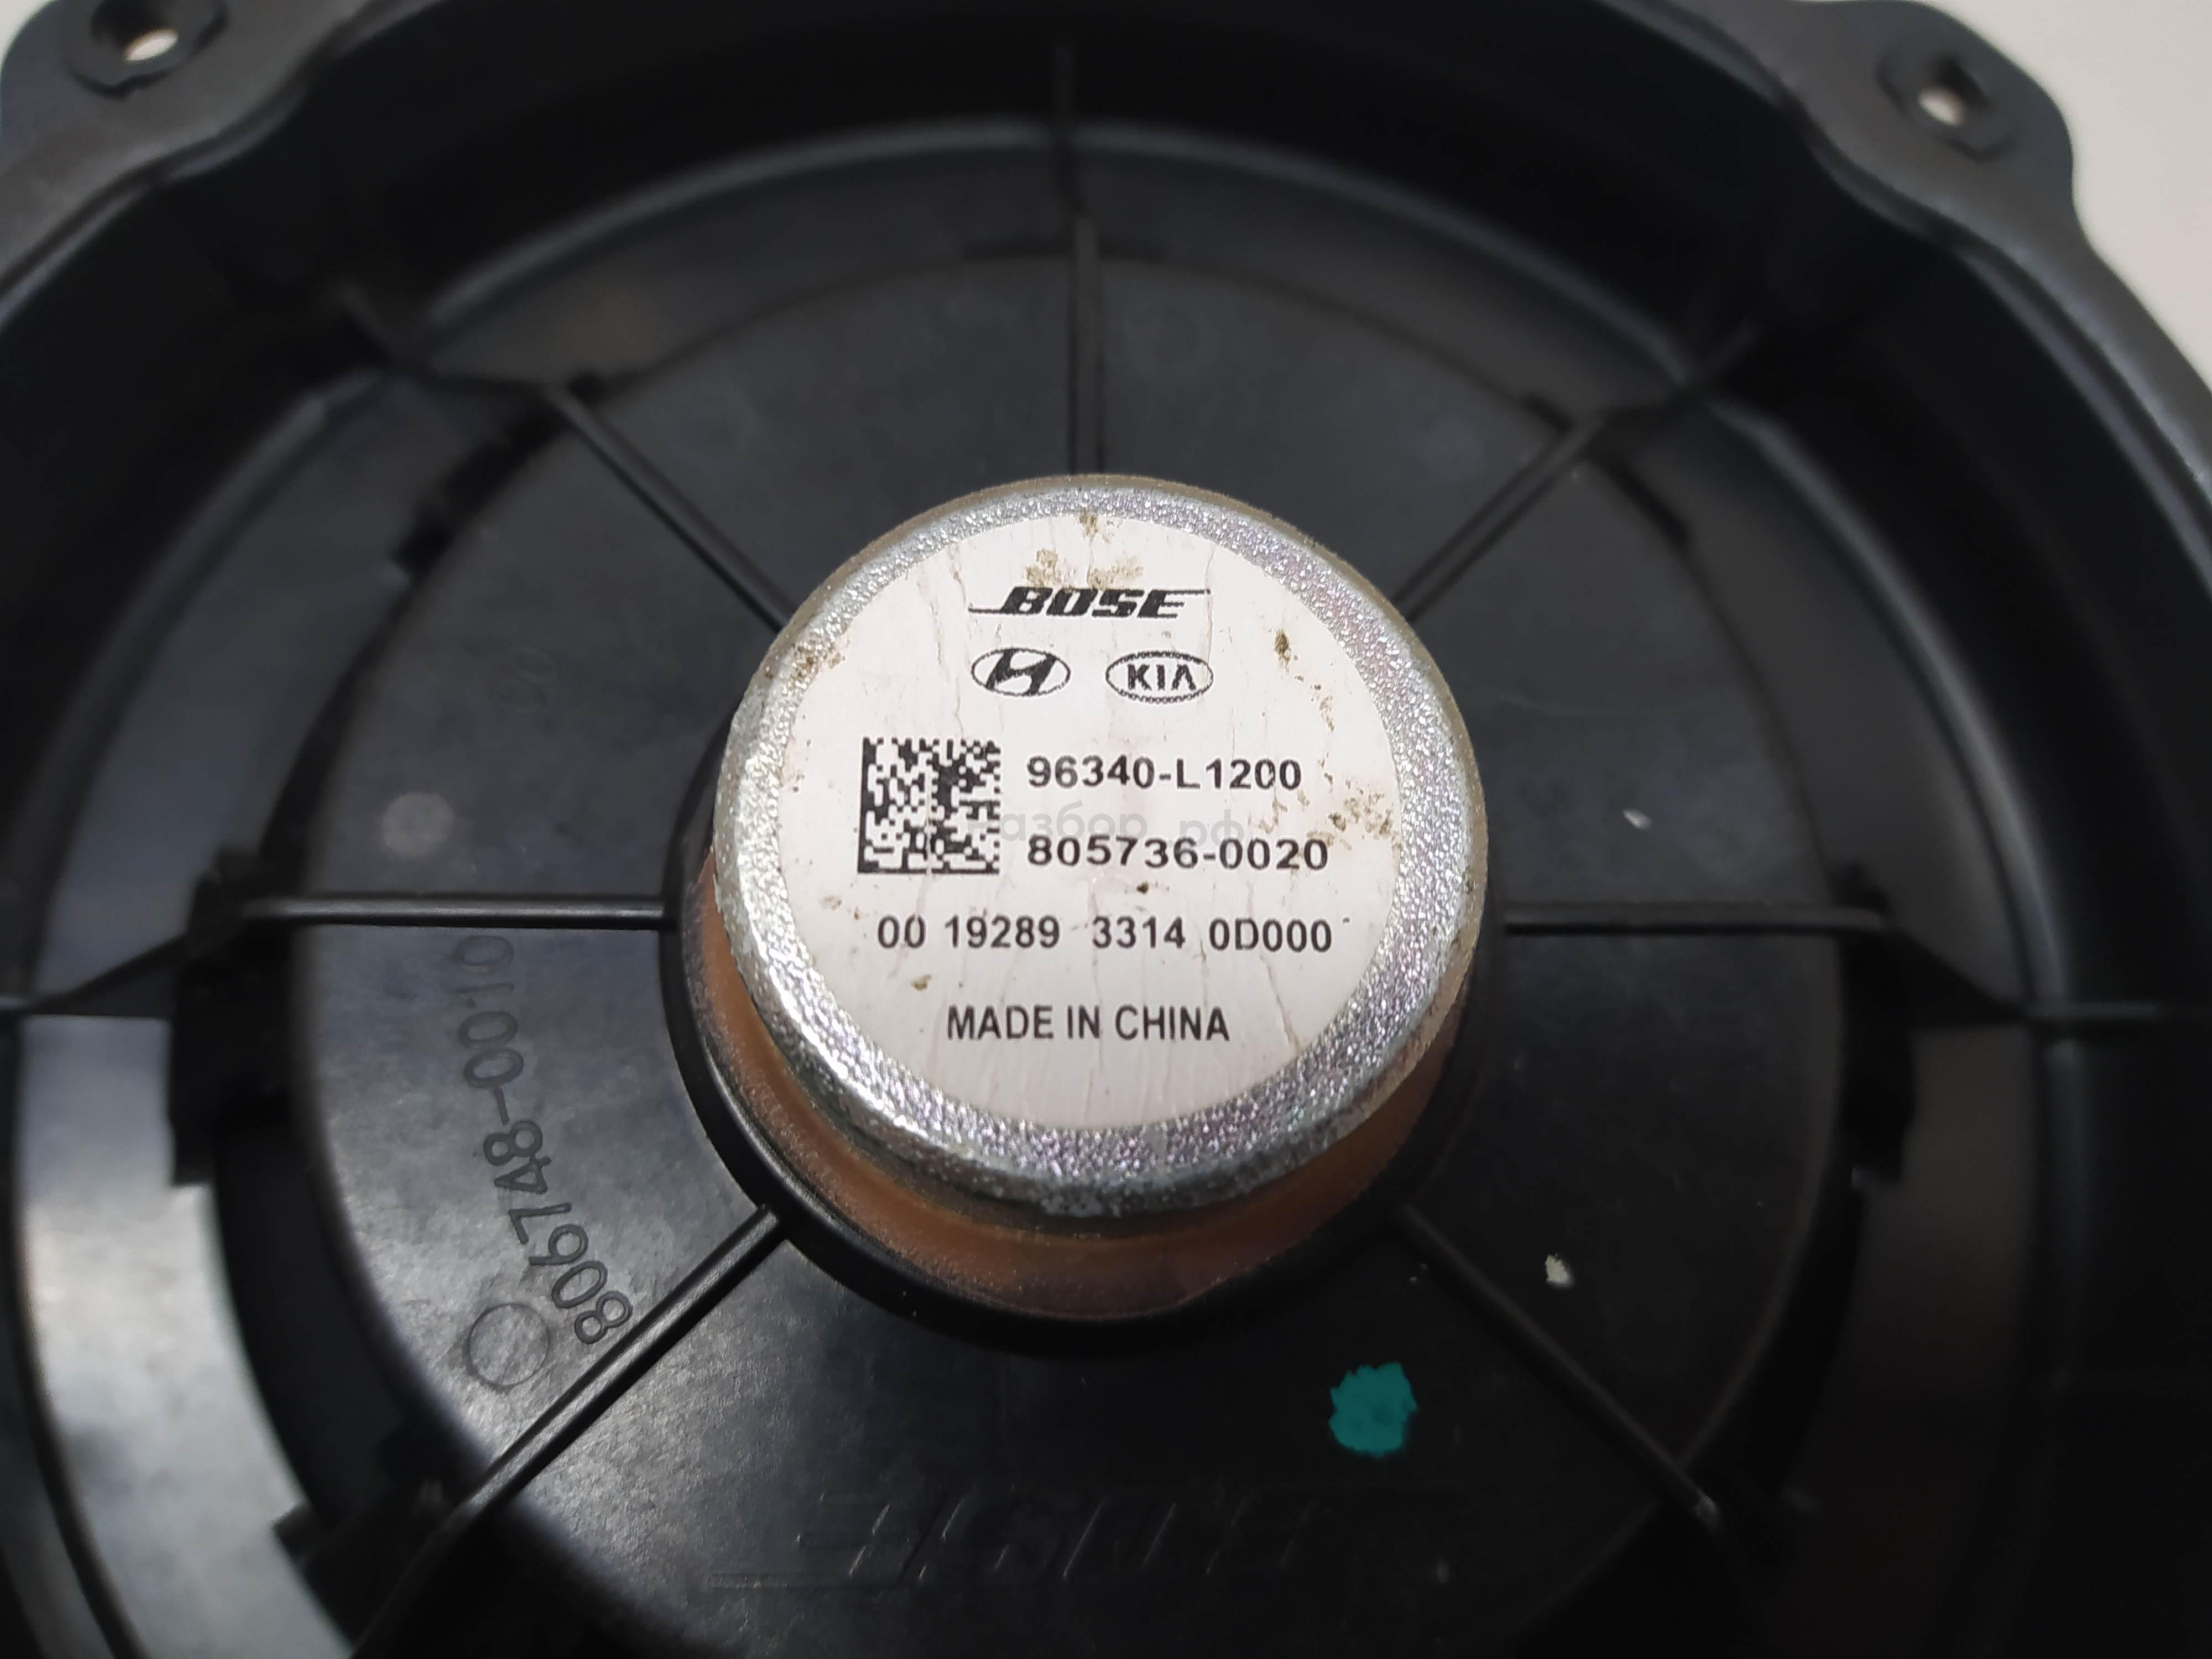 BOSE
KIA
96340-L1200
805736-0020
00 19289 3314 0D000
MADE IN CHINA
806748-0010